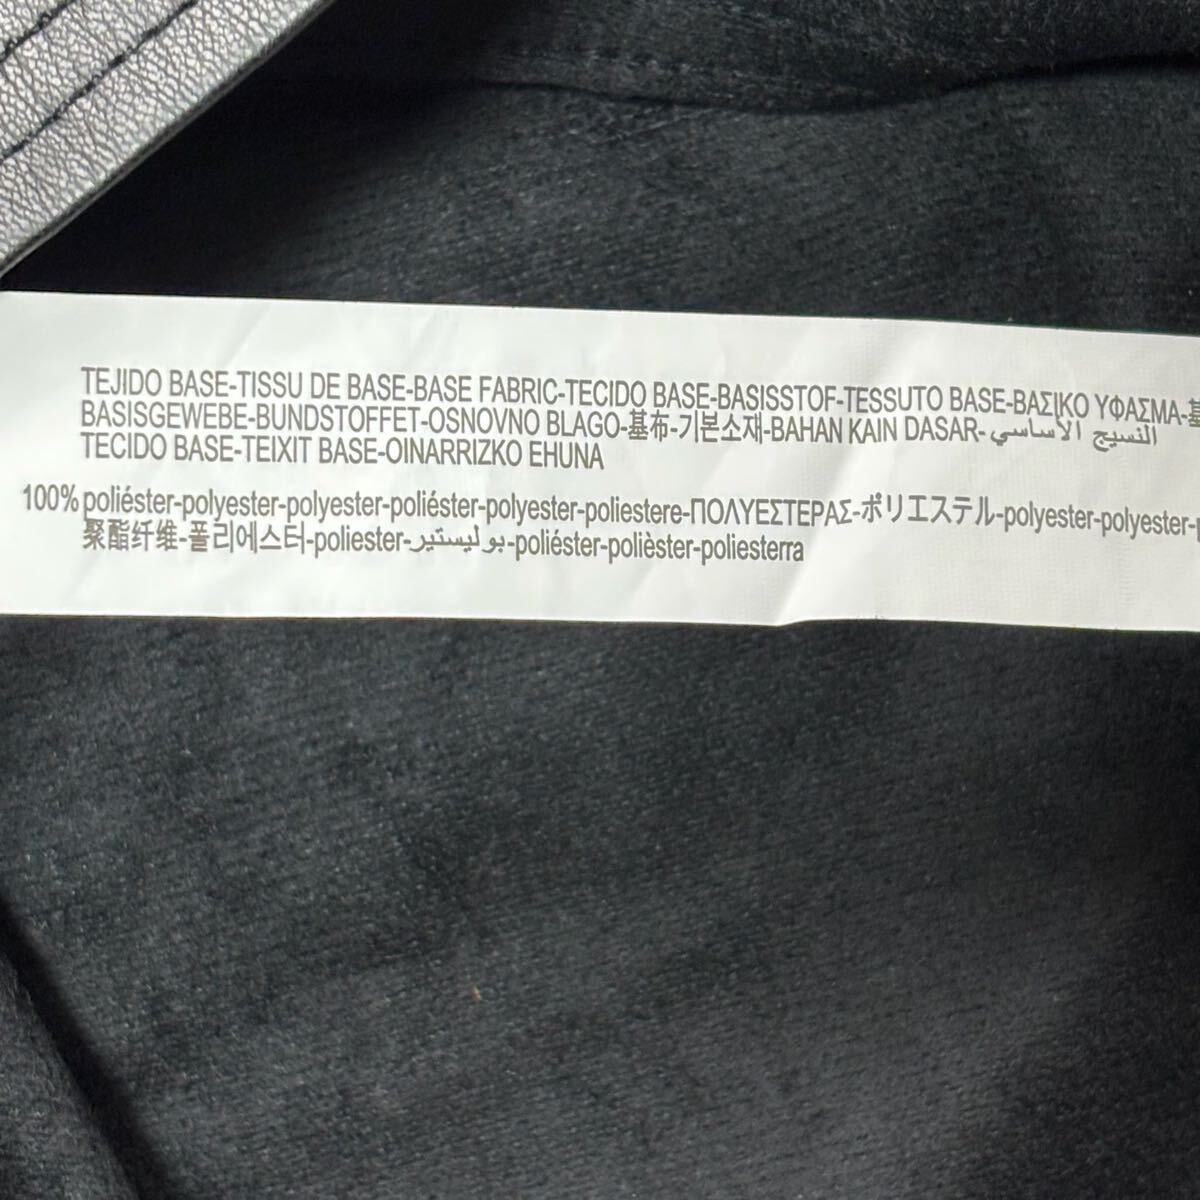 TEJIDO BASE-TISSU DE BASE-BASE FABRIC-TECIDO BASE-BASISSTOF-TESSUTO BASE-ΒΑΣΙΚΟ ΥΦΑΣΜΑ-基
BASISGEWEBE-BUNDSTOFFET-OSNOVNO BLAGO-基布-기본소재-BAHAN KAIN DASAR-النسيج الأساسي
TECIDO BASE-TEIXIT BASE-OINARRIZKO EHUNA
100% poliéster-polyester-polyester-poliéster-polyester-poliestere-ΠΟΛΥΕΣΤΕΡΑΣ-ポリエステル-polyester-polyester-
聚酯纤维-폴리에스터-poliester-بوليستير-poliéster-polièster-poliesterra